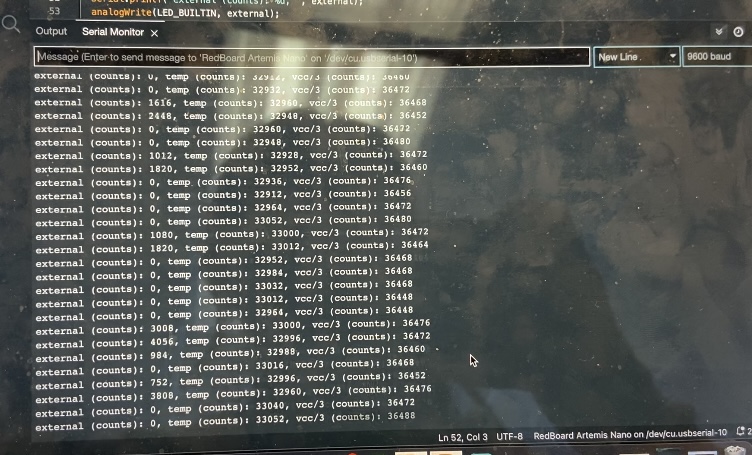 53
analogWrite(LED_BUILTIN, external);
Output Serial Monitor
Message (Enter to send message to 'RedBoard Artemis Nano' on '/dev/cu.usbserial-10')
New Line
9600 baud
external (counts): 0, temp (counts): 32912, vcc/3 (counts): 36460
external (counts): 0, temp (counts): 32932, vcc/3 (counts): 36472
external (counts): 1616, temp (counts): 32960, vcc/3 (counts): 36468
external (counts): 2448, temp (counts): 32948, vcc/3 (counts): 36452
external (counts): 0, temp (counts): 32960, vcc/3 (counts): 36472
external (counts): 0, temp (counts): 32948, vcc/3 (counts): 36480
external (counts): 1012, temp (counts): 32928, vcc/3 (counts): 36472
external (counts): 1820, temp (counts): 32952, vcc/3 (counts): 36460
external (counts): 0, temp (counts): 32936, vcc/3 (counts): 36476
external (counts): 0, temp (counts): 32912, vcc/3 (counts): 36456
external (counts): 0, temp (counts): 32964, vcc/3 (counts): 36472
external (counts): 0, temp (counts): 33052, vcc/3 (counts): 36480
external (counts): 1080, temp (counts): 33000, vcc/3 (counts): 36472
external (counts): 1820, temp (counts): 33012, vcc/3 (counts): 36464
external (counts): 0, temp (counts): 32952, vcc/3 (counts): 36468
external (counts): 0, temp (counts): 32984, vcc/3 (counts): 36468
external (counts): 0, temp (counts): 33032, vcc/3 (counts): 36468
external (counts): 0, temp (counts): 33012, vcc/3 (counts): 36448
external (counts): 0, temp (counts): 32964, vcc/3 (counts): 36448
external (counts): 3008, temp (counts): 33000, vcc/3 (counts): 36476
external (counts): 4056, temp (counts): 32996, vcc/3 (counts): 36472
external (counts): 984, temp (counts): 32988, vcc/3 (counts): 36460
external (counts): 0, temp (counts): 33016, vcc/3 (counts): 36468
external (counts): 752, temp (counts): 32996, vcc/3 (counts): 36452
external (counts): 3808, temp (counts): 32960, vcc/3 (counts): 36476
external (counts): 0, temp (counts): 33040, vcc/3 (counts): 36472
external (counts): 0, temp (counts): 33052, vcc/3 (counts): 36488
Ln 52, Col 3 UTF-8 RedBoard Artemis Nano on /dev/cu.usbserial-10 2